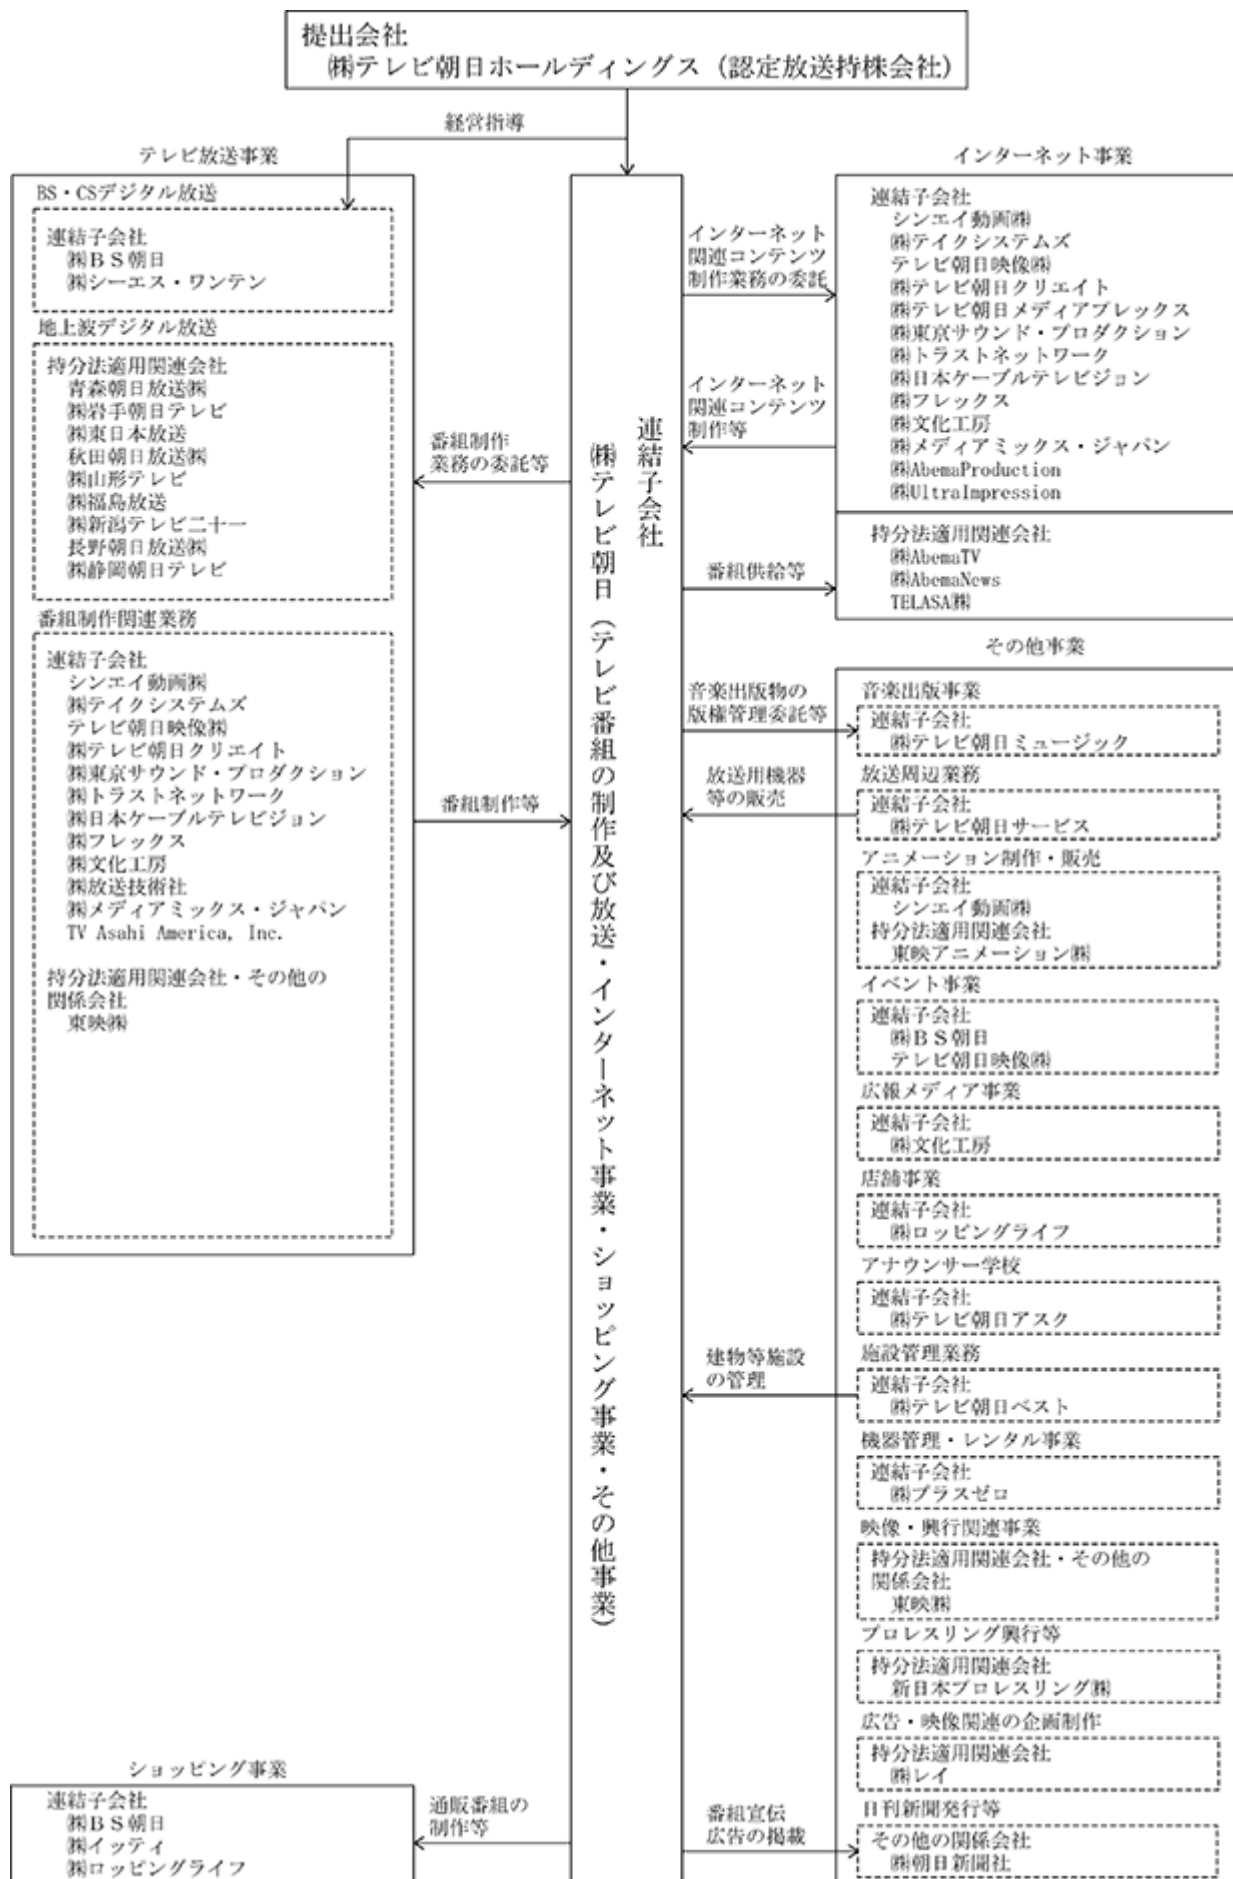 提出会社
㈱テレビ朝日ホールディングス（認定放送持株会社）
経営指導
テレビ放送事業
BS・CSデジタル放送
連結子会社
㈱ＢＳ朝日
㈱シーエス・ワンテン
地上波デジタル放送
持分法適用関連会社
青森朝日放送㈱
㈱岩手朝日テレビ
㈱東日本放送
秋田朝日放送㈱
㈱山形テレビ
㈱福島放送
㈱新潟テレビ二十一
長野朝日放送㈱
㈱静岡朝日テレビ
番組制作関連業務
連結子会社
シンエイ動画㈱
㈱テイクシステムズ
テレビ朝日映像㈱
㈱テレビ朝日クリエイト
㈱東京サウンド・プロダクション
㈱トラストネットワーク
㈱日本ケーブルテレビジョン
㈱フレックス
㈱文化工房
㈱放送技術社
㈱メディアミックス・ジャパン
TV Asahi America, Inc.
持分法適用関連会社・その他の
関係会社
東映㈱
ショッピング事業
連結子会社
㈱ＢＳ朝日
㈱イッティ
㈱ロッピングライフ
番組制作
業務の委託等
番組制作等
通販番組の
制作等
連結子会社
㈱テレビ朝日（テレビ番組の制作及び放送・インターネット事業・ショッピング事業・その他事業）
インターネット
関連コンテンツ
制作業務の委託
インターネット
関連コンテンツ
制作等
番組供給等
音楽出版物の
版権管理委託等
放送用機器
等の販売
建物等施設
の管理
番組宣伝
広告の掲載
インターネット事業
連結子会社
シンエイ動画㈱
㈱テイクシステムズ
テレビ朝日映像㈱
㈱テレビ朝日クリエイト
㈱テレビ朝日メディアプレックス
㈱東京サウンド・プロダクション
㈱トラストネットワーク
㈱日本ケーブルテレビジョン
㈱フレックス
㈱文化工房
㈱メディアミックス・ジャパン
㈱AbemaProduction
㈱UltraImpression
持分法適用関連会社
㈱AbemaTV
㈱AbemaNews
TELASA㈱
その他事業
音楽出版事業
連結子会社
㈱テレビ朝日ミュージック
放送周辺業務
連結子会社
㈱テレビ朝日サービス
アニメーション制作・販売
連結子会社
シンエイ動画㈱
持分法適用関連会社
東映アニメーション㈱
イベント事業
連結子会社
㈱ＢＳ朝日
テレビ朝日映像㈱
広報メディア事業
連結子会社
㈱文化工房
店舗事業
連結子会社
㈱ロッピングライフ
アナウンサー学校
連結子会社
㈱テレビ朝日アスク
施設管理業務
連結子会社
㈱テレビ朝日ベスト
機器管理・レンタル事業
連結子会社
㈱プラスゼロ
映像・興行関連事業
持分法適用関連会社・その他の
関係会社
東映㈱
プロレスリング興行等
持分法適用関連会社
新日本プロレスリング㈱
広告・映像関連の企画制作
持分法適用関連会社
㈱レイ
日刊新聞発行等
その他の関係会社
㈱朝日新聞社